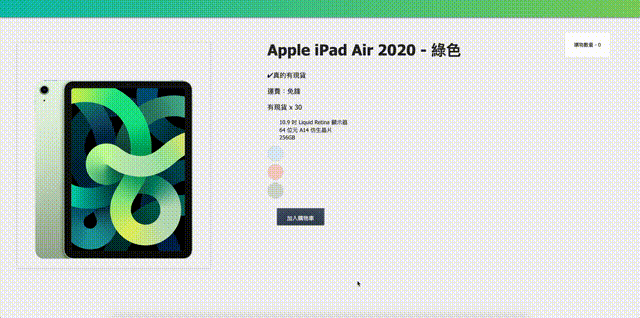 Apple iPad Air 2020 - 綠色
購物數量 - 0
✔真的有現貨
運費：免錢
有現貨 x 30
10.9 吋 Liquid Retina 顯示器
64 位元 A14 仿生晶片
256GB
加入購物車